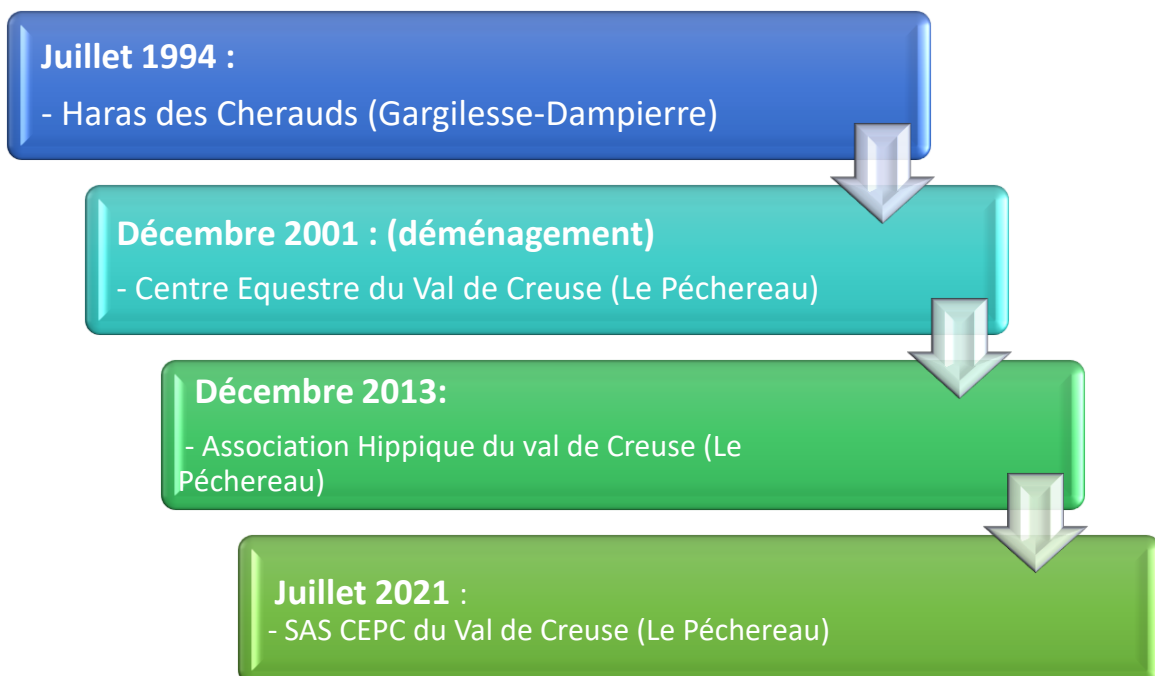 Juillet 1994 :
- Haras des Cherauds (Gargilesse-Dampierre)
Décembre 2001 : (déménagement)
- Centre Equestre du Val de Creuse (Le Péchereau)
Décembre 2013:
- Association Hippique du val de Creuse (Le
Péchereau)
Juillet 2021 :
- SAS CEPC du Val de Creuse (Le Péchereau)